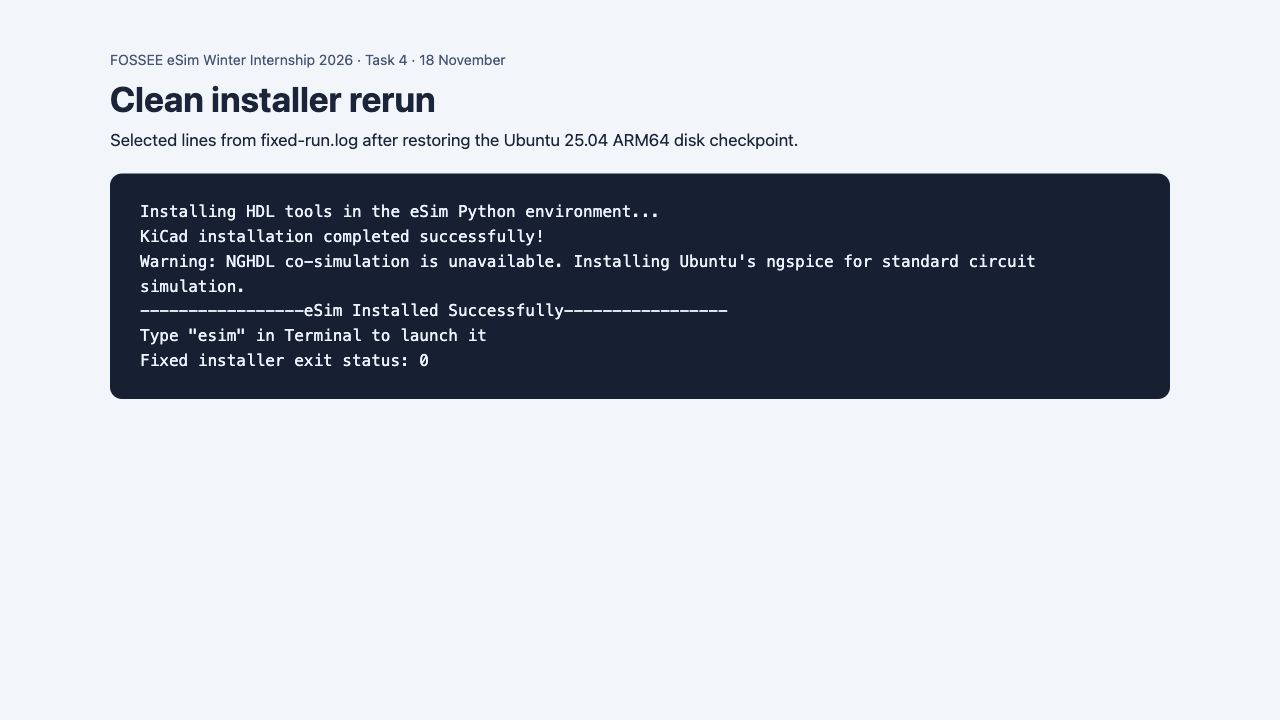 FOSSEE eSim Winter Internship 2026 · Task 4 · 18 November
Clean installer rerun
Selected lines from fixed-run.log after restoring the Ubuntu 25.04 ARM64 disk checkpoint.
Installing HDL tools in the eSim Python environment...
KiCad installation completed successfully!
Warning: NGHDL co-simulation is unavailable. Installing Ubuntu's ngspice for standard circuit
simulation.
-----------------eSim Installed Successfully-----------------
Type "esim" in Terminal to launch it
Fixed installer exit status: 0